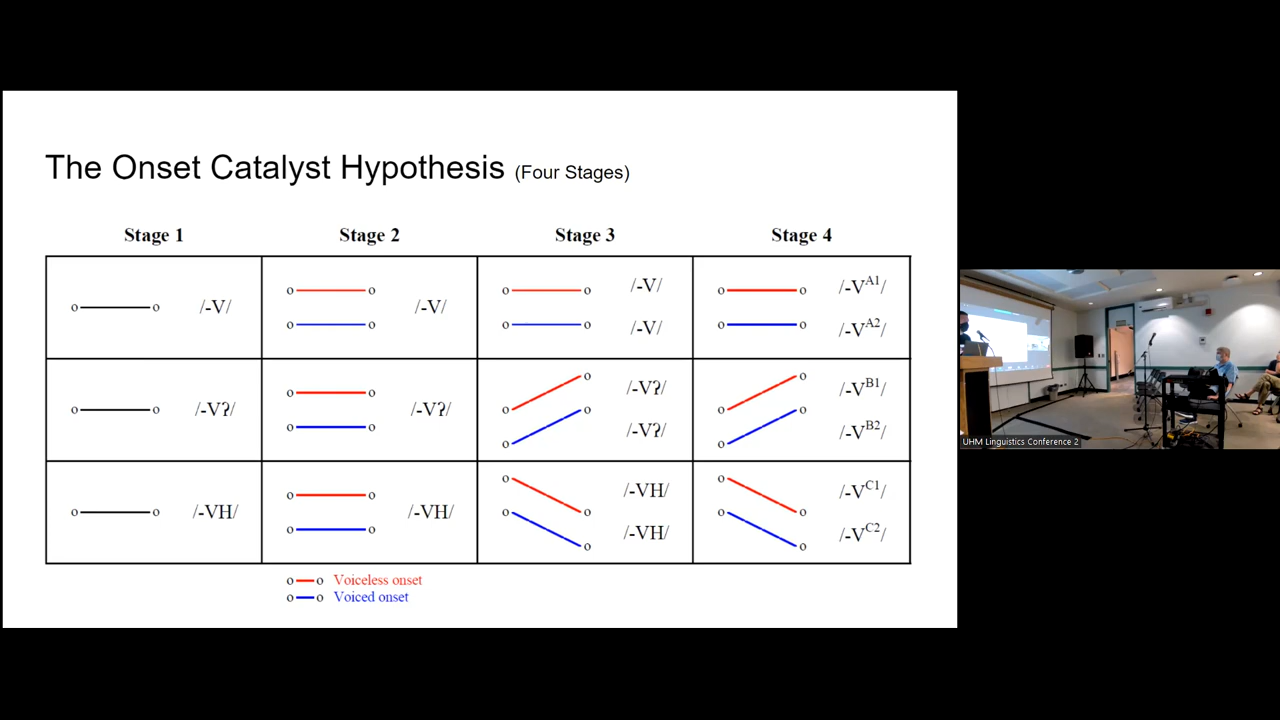 The Onset Catalyst Hypothesis (Four Stages)
Stage 1 Stage 2 Stage 3 Stage 4
/-V/ /-V/ /-V/ /-V^A1/
/-V/ /-V^A2/
/-Vʔ/ /-Vʔ/ /-Vʔ/ /-V^B1/
/-Vʔ/ /-V^B2/
/-VH/ /-VH/ /-VH/ /-V^C1/
/-VH/ /-V^C2/
Voiceless onset
Voiced onset
UHM Linguistics Conference 2